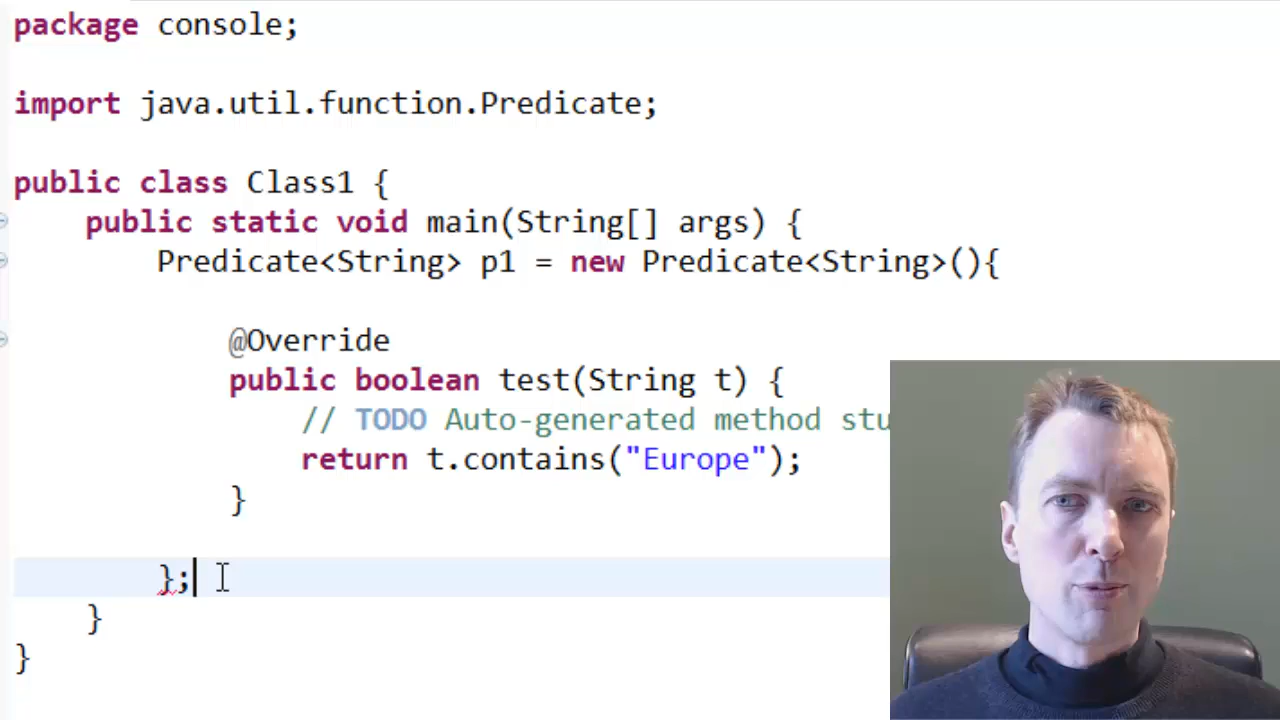 package console;
import java.util.function.Predicate;
public class Class1 {
public static void main(String[] args) {
Predicate<String> p1 = new Predicate<String>(){
@Override
public boolean test(String t) {
// TODO Auto-generated method stu
return t.contains("Europe");
}
};
}
}